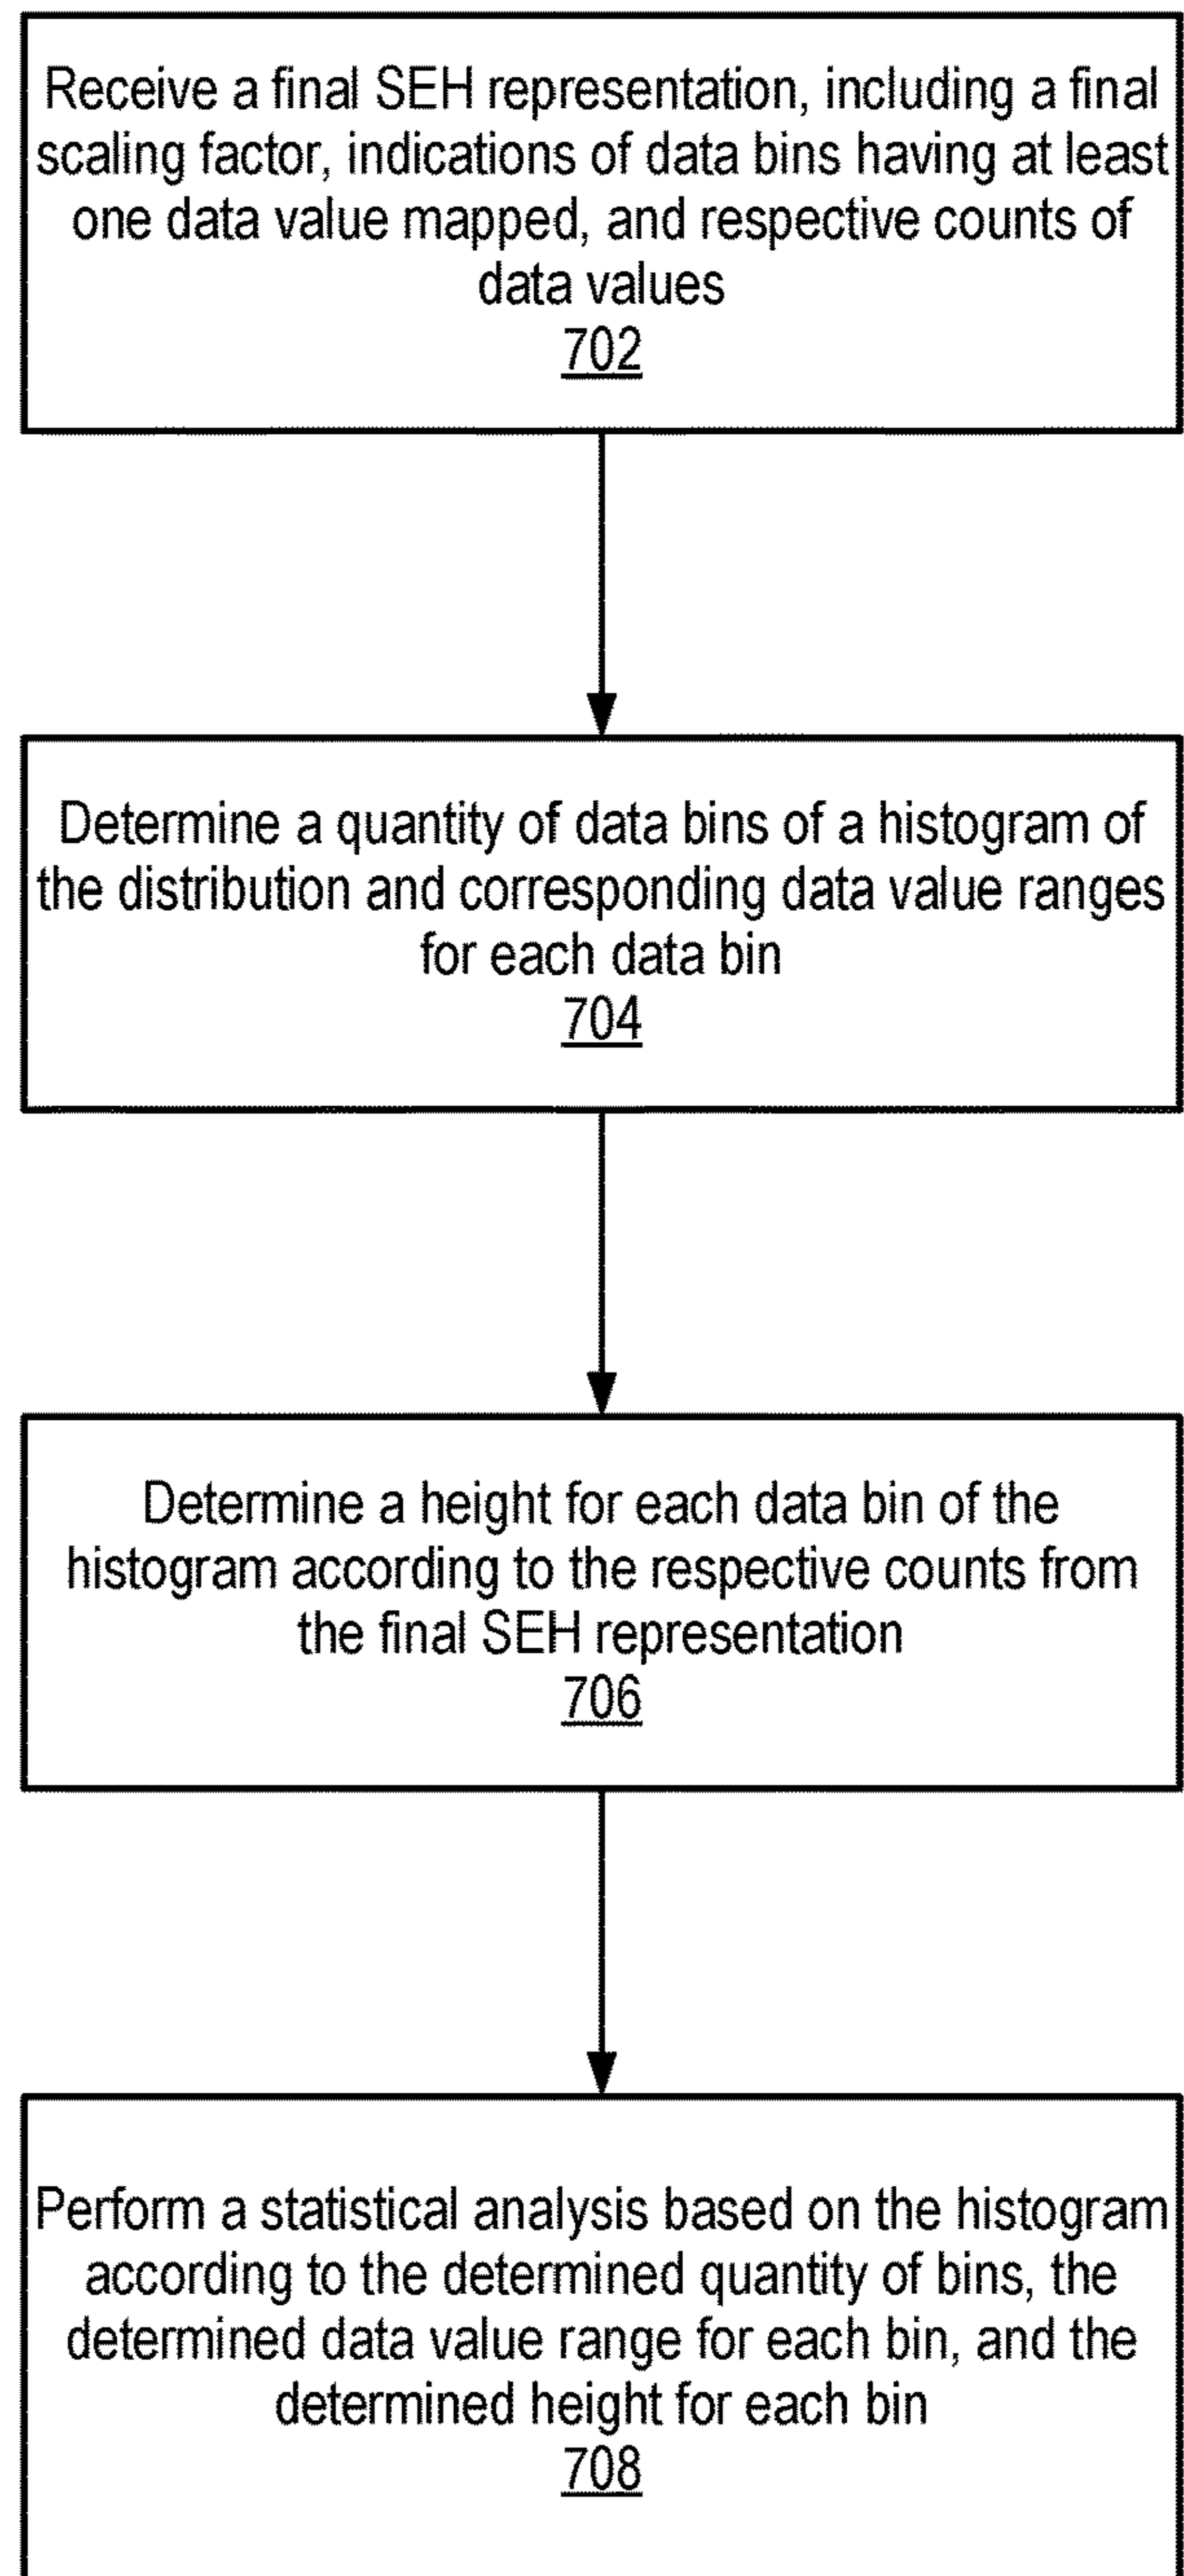 Receive a final SEH representation, including a final
scaling factor, indications of data bins having at least
one data value mapped, and respective counts of
data values
702
Determine a quantity of data bins of a histogram of
the distribution and corresponding data value ranges
for each data bin
704
Determine a height for each data bin of the
histogram according to the respective counts from
the final SEH representation
706
Perform a statistical analysis based on the histogram
according to the determined quantity of bins, the
determined data value range for each bin, and the
determined height for each bin
708